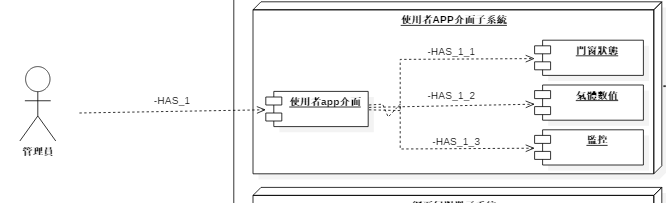 使用者APP介面子系統
-HAS_1_1
門窗狀態
-HAS_1
使用者app介面
-HAS_1_2
氣體數值
-HAS_1_3
監控
管理員